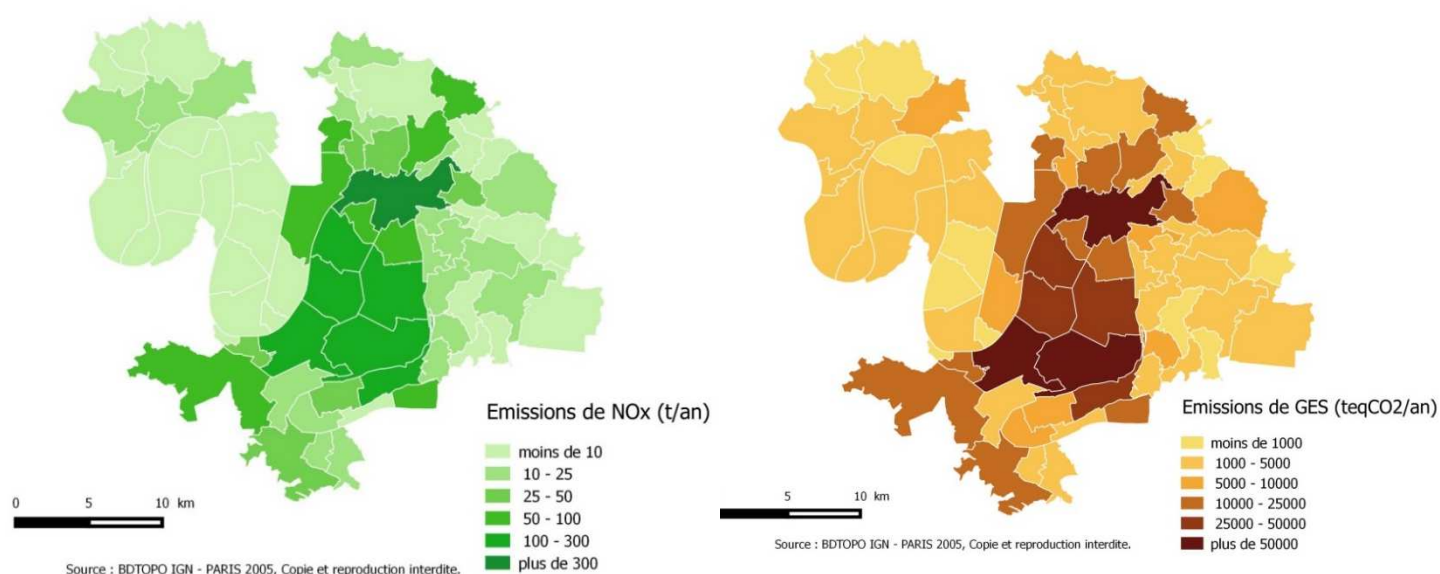 Emissions de NOx (t/an)
moins de 10
10 - 25
25 - 50
50 - 100
100 - 300
plus de 300
0 5 10 km
Source : BDTOPO IGN - PARIS 2005, Copie et reproduction interdite.
Emissions de GES (teqCO2/an)
moins de 1000
1000 - 5000
5000 - 10000
10000 - 25000
25000 - 50000
plus de 50000
5 10 km
Source : BDTOPO IGN - PARIS 2005, Copie et reproduction interdite.